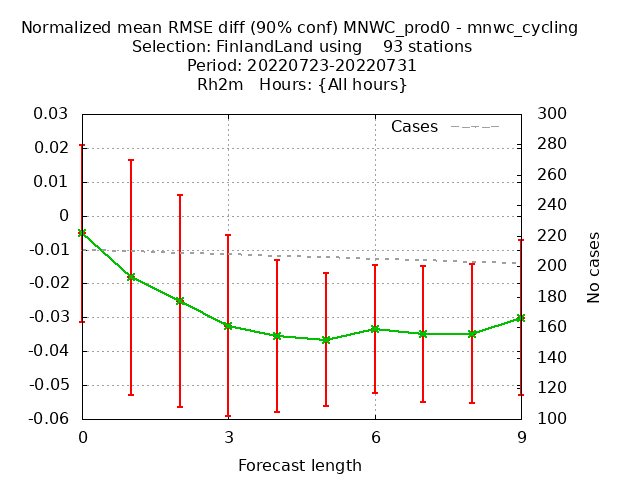 Normalized mean RMSE diff (90% conf) MNWC_prod0 - mnwc_cycling
Selection: FinlandLand using 93 stations
Period: 20220723-20220731
Rh2m Hours: {All hours}
Cases
0.03
0.02
0.01
0
-0.01
-0.02
-0.03
-0.04
-0.05
-0.06
300
280
260
240
220
200
180
160
140
120
100
No cases
0 3 6 9
Forecast length